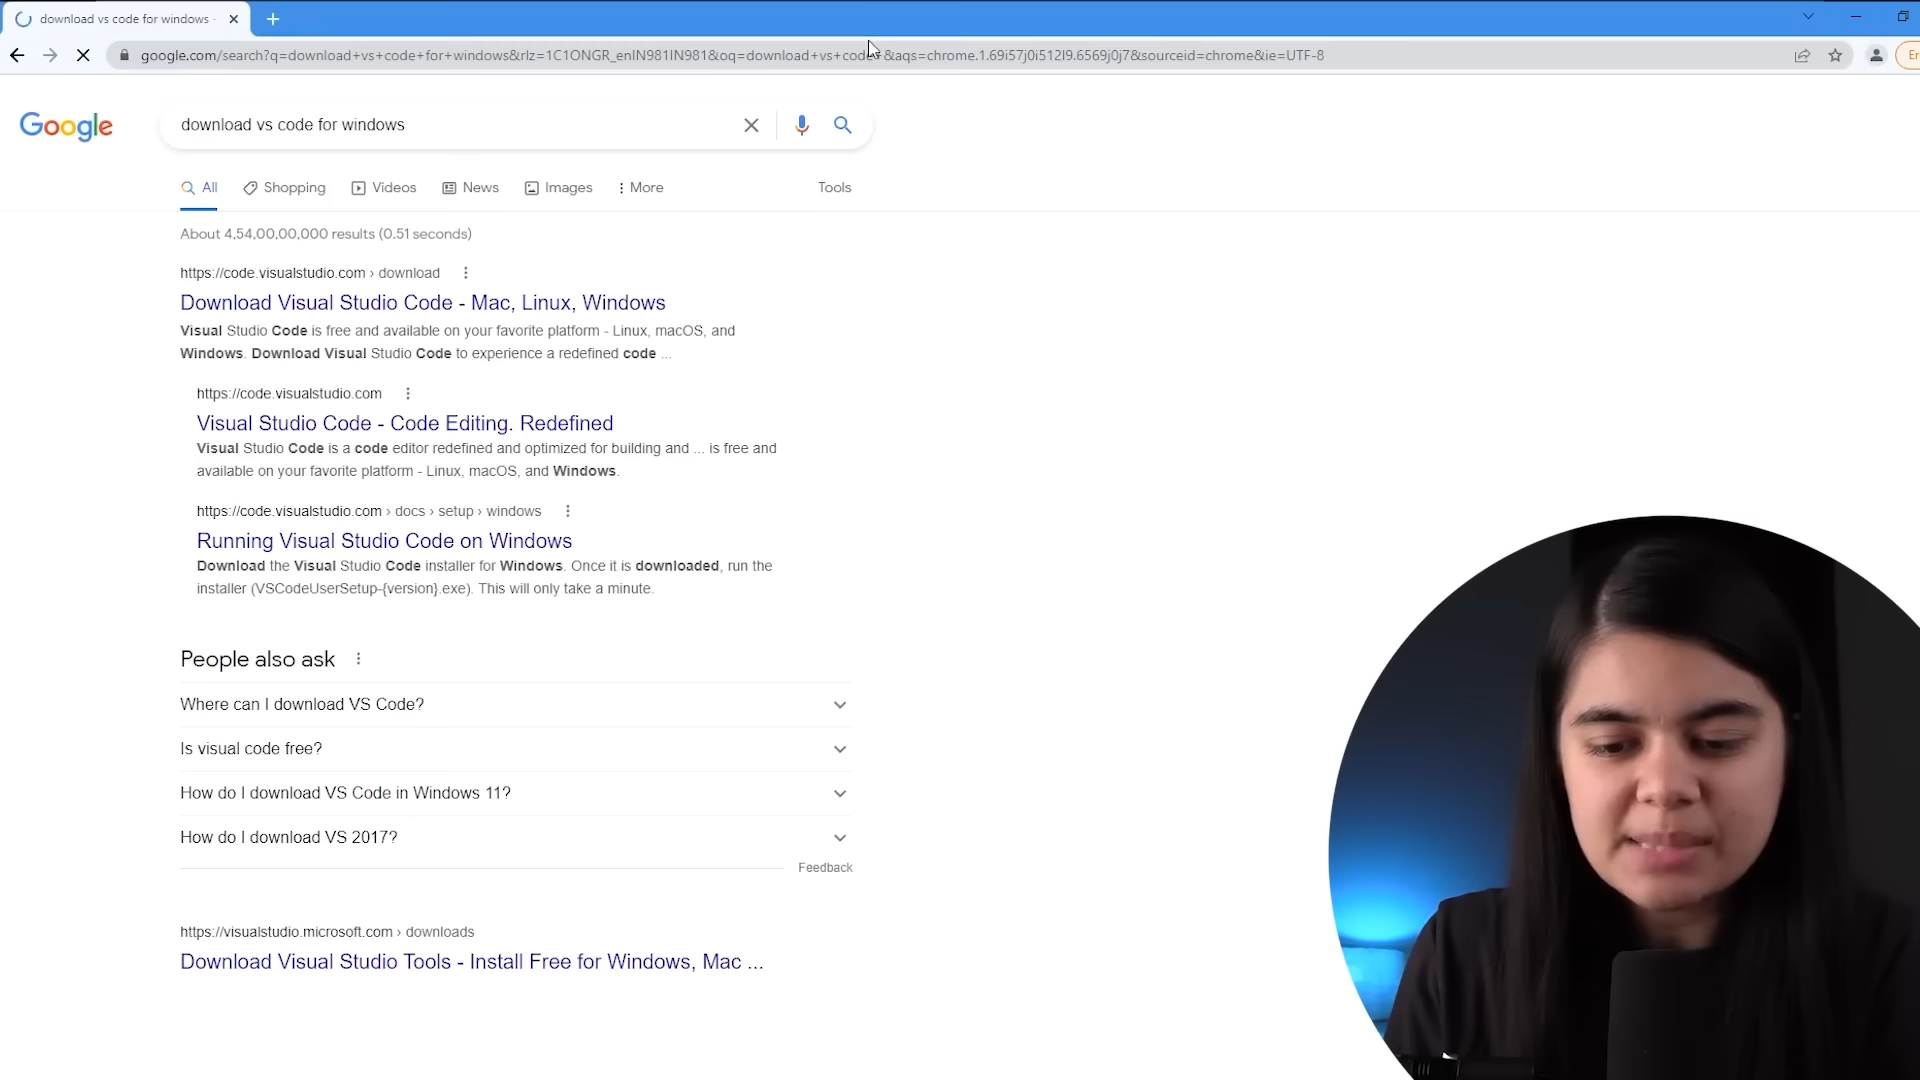 download vs code for windows -
google.com/search?q=download+vs+code+for+windows&rlz=1C1ONGR_enIN981IN981&oq=download+vs+code+&aqs=chrome.1.69i57j0i512l9.6569j0j7&sourceid=chrome&ie=UTF-8
Er
Google
download vs code for windows
All
Shopping
Videos
News
Images
More
Tools
About 4,54,00,00,000 results (0.51 seconds)
https://code.visualstudio.com › download
Download Visual Studio Code - Mac, Linux, Windows
Visual Studio Code is free and available on your favorite platform - Linux, macOS, and
Windows. Download Visual Studio Code to experience a redefined code ...
https://code.visualstudio.com
Visual Studio Code - Code Editing. Redefined
Visual Studio Code is a code editor redefined and optimized for building and ... is free and
available on your favorite platform - Linux, macOS, and Windows.
https://code.visualstudio.com › docs › setup › windows
Running Visual Studio Code on Windows
Download the Visual Studio Code installer for Windows. Once it is downloaded, run the
installer (VSCodeUserSetup-{version}.exe). This will only take a minute.
People also ask
Where can I download VS Code?
Is visual code free?
How do I download VS Code in Windows 11?
How do I download VS 2017?
Feedback
https://visualstudio.microsoft.com › downloads
Download Visual Studio Tools - Install Free for Windows, Mac ...